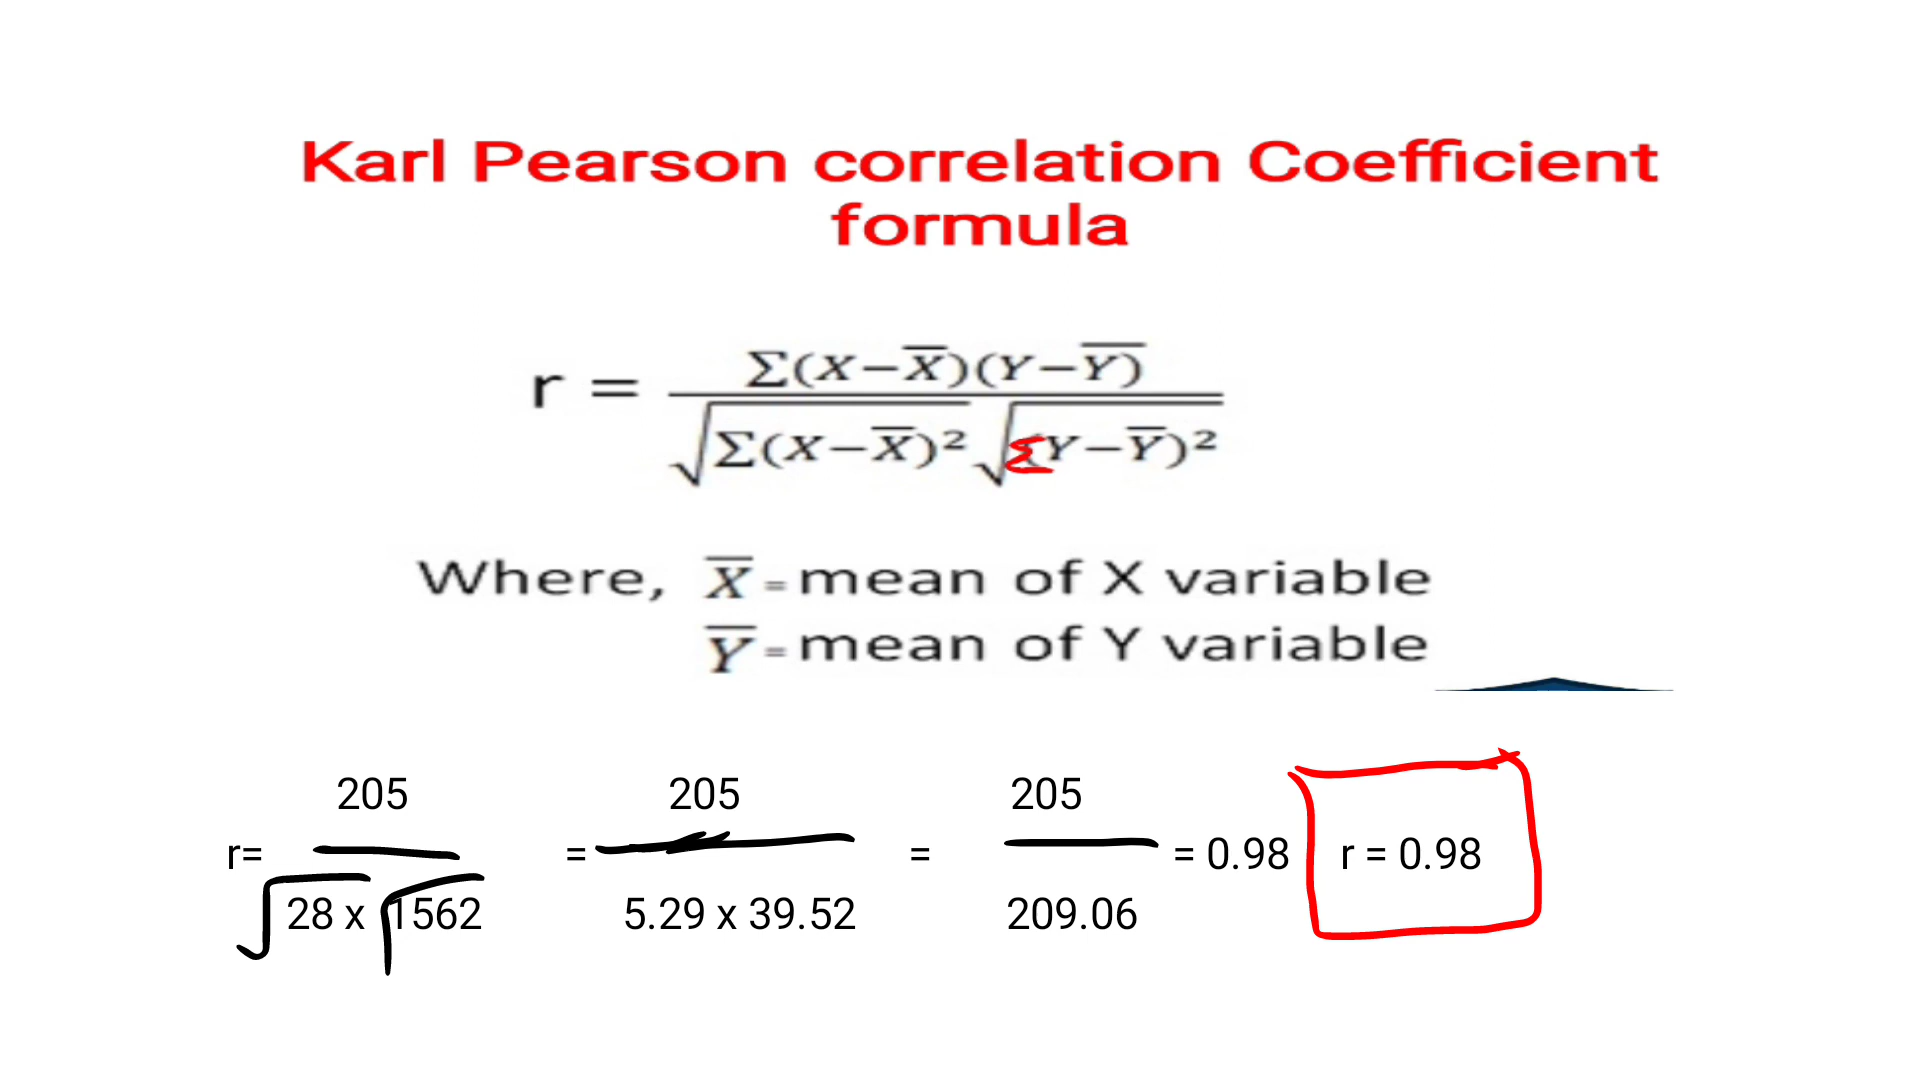 Karl Pearson correlation Coefficient
formula
r = Σ(X−X̅)(Y−Y̅) / √Σ(X−X̅)² √Σ(Y−Y̅)²
Where, X̅ = mean of X variable
Y̅ = mean of Y variable
205 205 205
r= = = = 0.98 r = 0.98
√28 x √1562 5.29 x 39.52 209.06